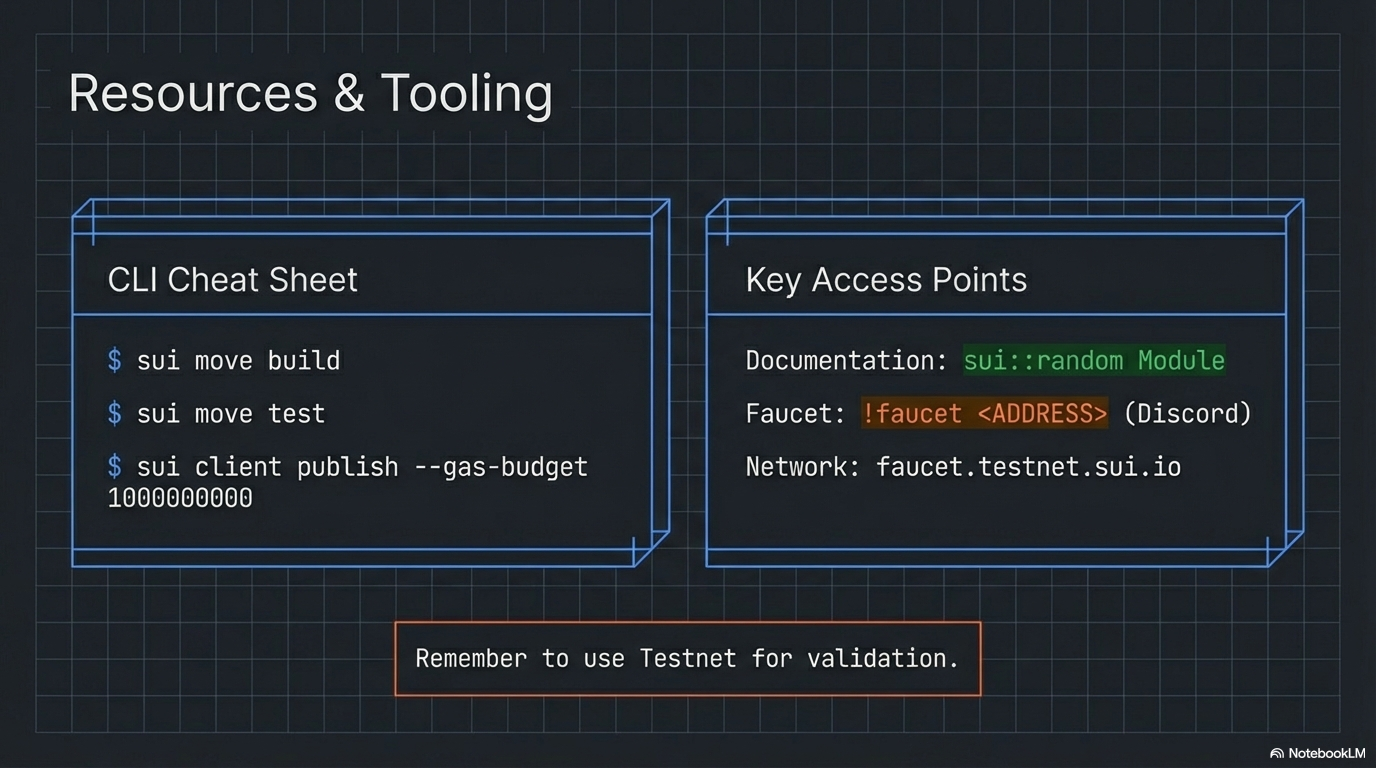 Resources & Tooling
CLI Cheat Sheet
$ sui move build
$ sui move test
$ sui client publish --gas-budget
1000000000
Key Access Points
Documentation: sui::random Module
Faucet: !faucet <ADDRESS> (Discord)
Network: faucet.testnet.sui.io
Remember to use Testnet for validation.
NotebookLM